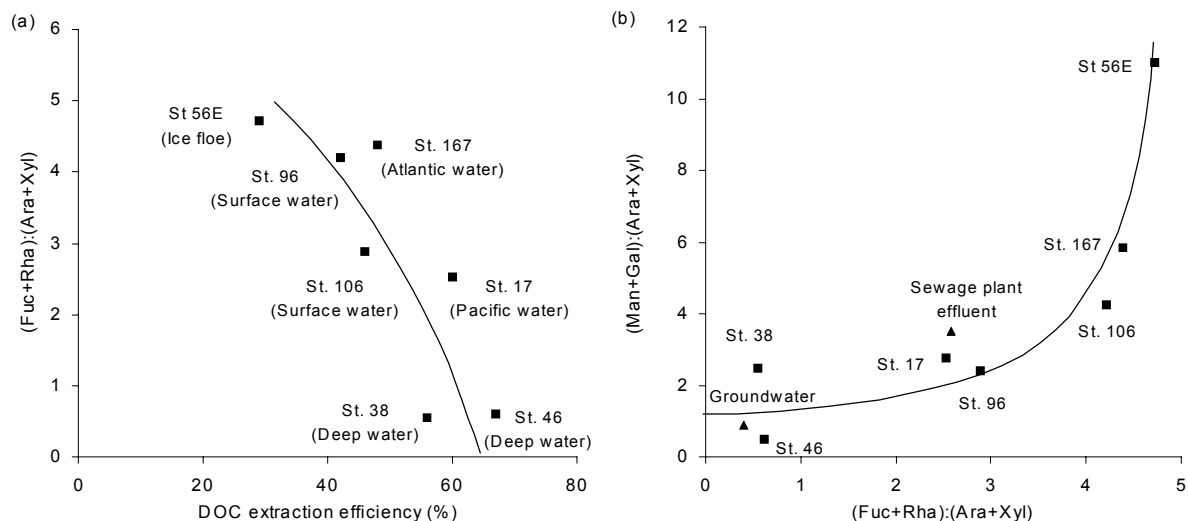 (a)
6
5
4
3
2
1
0
0
20
40
60
80
(Fuc+Rha):(Ara+Xyl)
DOC extraction efficiency (%)
St 56E
(Ice floe)
St. 167
(Atlantic water)
St. 96
(Surface water)
St. 106
(Surface water)
St. 17
(Pacific water)
St. 38
(Deep water)
St. 46
(Deep water)
(b)
12
10
8
6
4
2
0
0
1
2
3
4
5
(Man+Gal):(Ara+Xyl)
(Fuc+Rha):(Ara+Xyl)
St 56E
St. 167
Sewage plant
effluent
St. 106
St. 38
St. 17
St. 96
Groundwater
St. 46